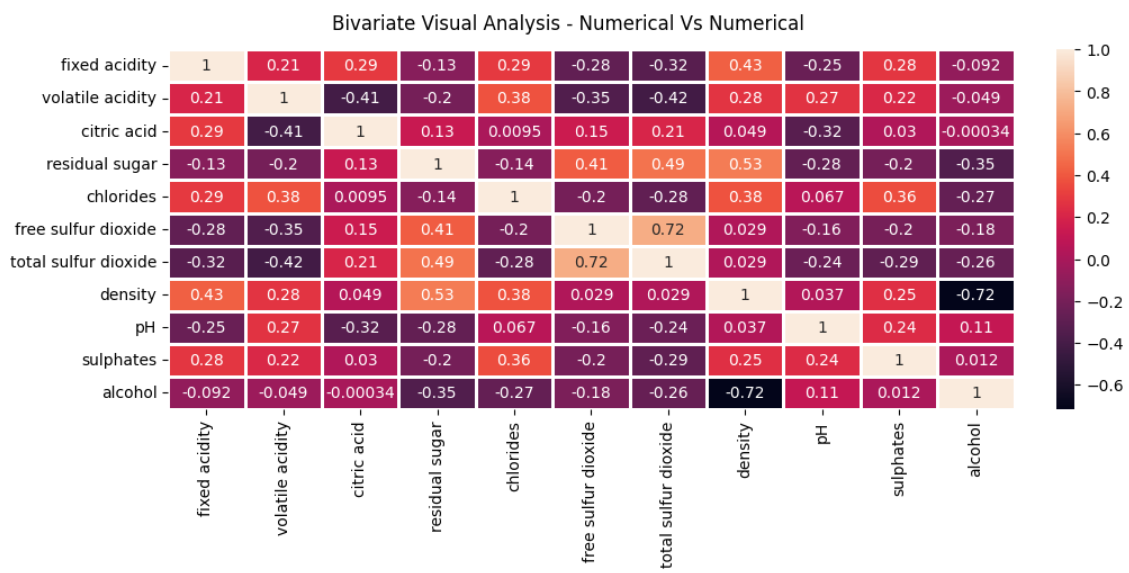 Bivariate Visual Analysis - Numerical Vs Numerical
fixed acidity 1 0.21 0.29 -0.13 0.29 -0.28 -0.32 0.43 -0.25 0.28 -0.092
volatile acidity 0.21 1 -0.41 -0.2 0.38 -0.35 -0.42 0.28 0.27 0.22 -0.049
citric acid 0.29 -0.41 1 0.13 0.0095 0.15 0.21 0.049 -0.32 0.03 -0.00034
residual sugar -0.13 -0.2 0.13 1 -0.14 0.41 0.49 0.53 -0.28 -0.2 -0.35
chlorides 0.29 0.38 0.0095 -0.14 1 -0.2 -0.28 0.38 0.067 0.36 -0.27
free sulfur dioxide -0.28 -0.35 0.15 0.41 -0.2 1 0.72 0.029 -0.16 -0.2 -0.18
total sulfur dioxide -0.32 -0.42 0.21 0.49 -0.28 0.72 1 0.029 -0.24 -0.29 -0.26
density 0.43 0.28 0.049 0.53 0.38 0.029 0.029 1 0.037 0.25 -0.72
pH -0.25 0.27 -0.32 -0.28 0.067 -0.16 -0.24 0.037 1 0.24 0.11
sulphates 0.28 0.22 0.03 -0.2 0.36 -0.2 -0.29 0.25 0.24 1 0.012
alcohol -0.092 -0.049 -0.00034 -0.35 -0.27 -0.18 -0.26 -0.72 0.11 0.012 1
fixed acidity
volatile acidity
citric acid
residual sugar
chlorides
free sulfur dioxide
total sulfur dioxide
density
pH
sulphates
alcohol
1.0
0.8
0.6
0.4
0.2
0.0
−0.2
−0.4
−0.6